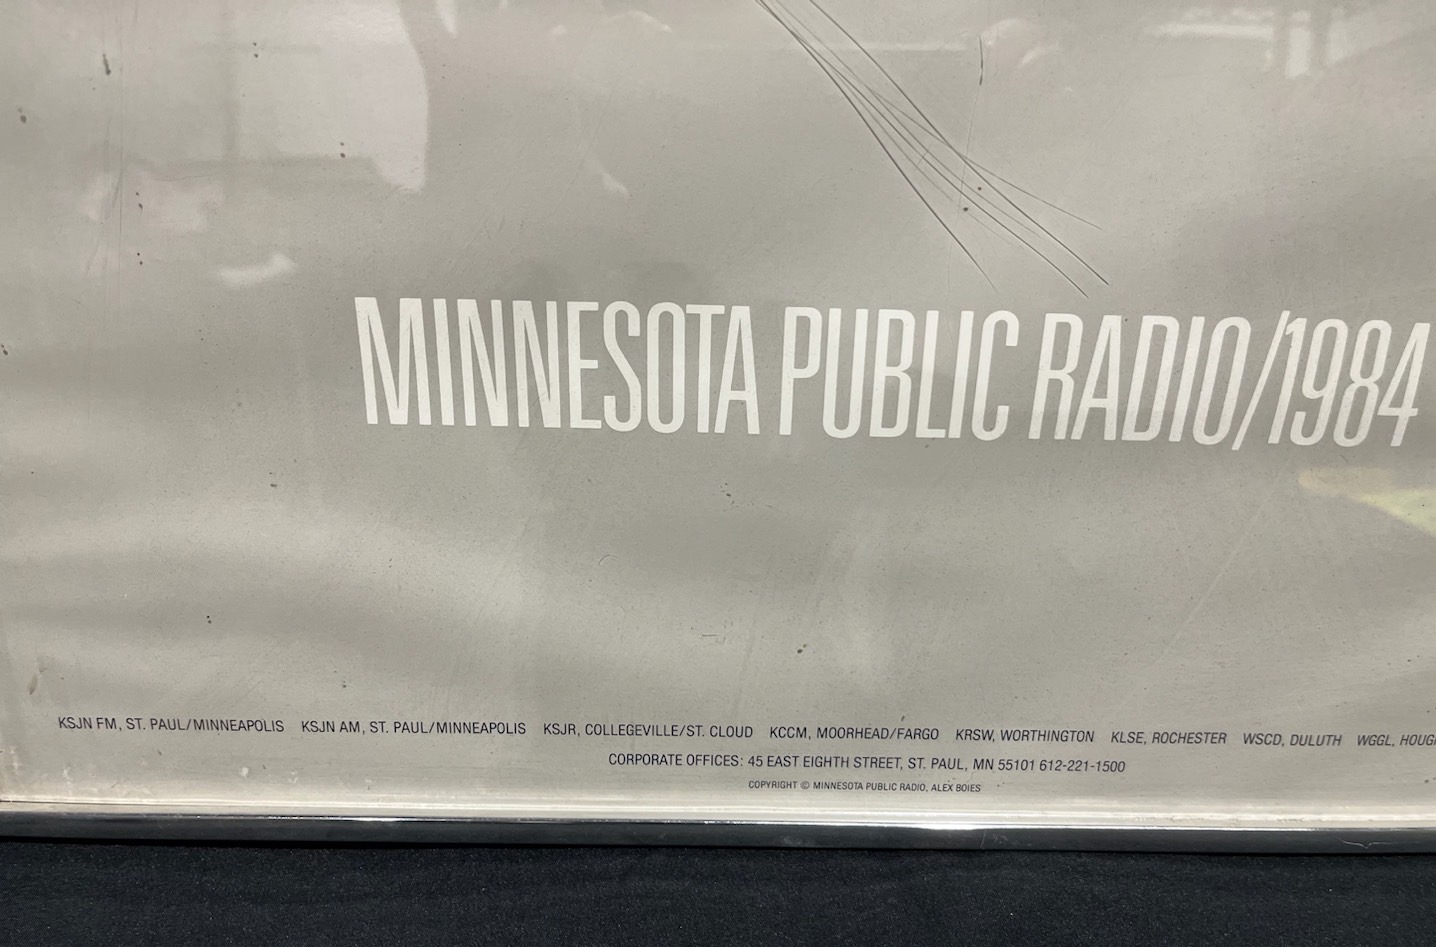 MINNESOTA PUBLIC RADIO/1984
KSJN FM, ST. PAUL/MINNEAPOLIS KSJN AM, ST. PAUL/MINNEAPOLIS KSJR, COLLEGEVILLE/ST. CLOUD KCCM, MOORHEAD/FARGO KRSW, WORTHINGTON KLSE, ROCHESTER WSCD, DULUTH WGGL,
CORPORATE OFFICES: 45 EAST EIGHTH STREET, ST. PAUL, MN 55101 612-221-1500
COPYRIGHT © MINNESOTA PUBLIC RADIO, ALEX BOIES